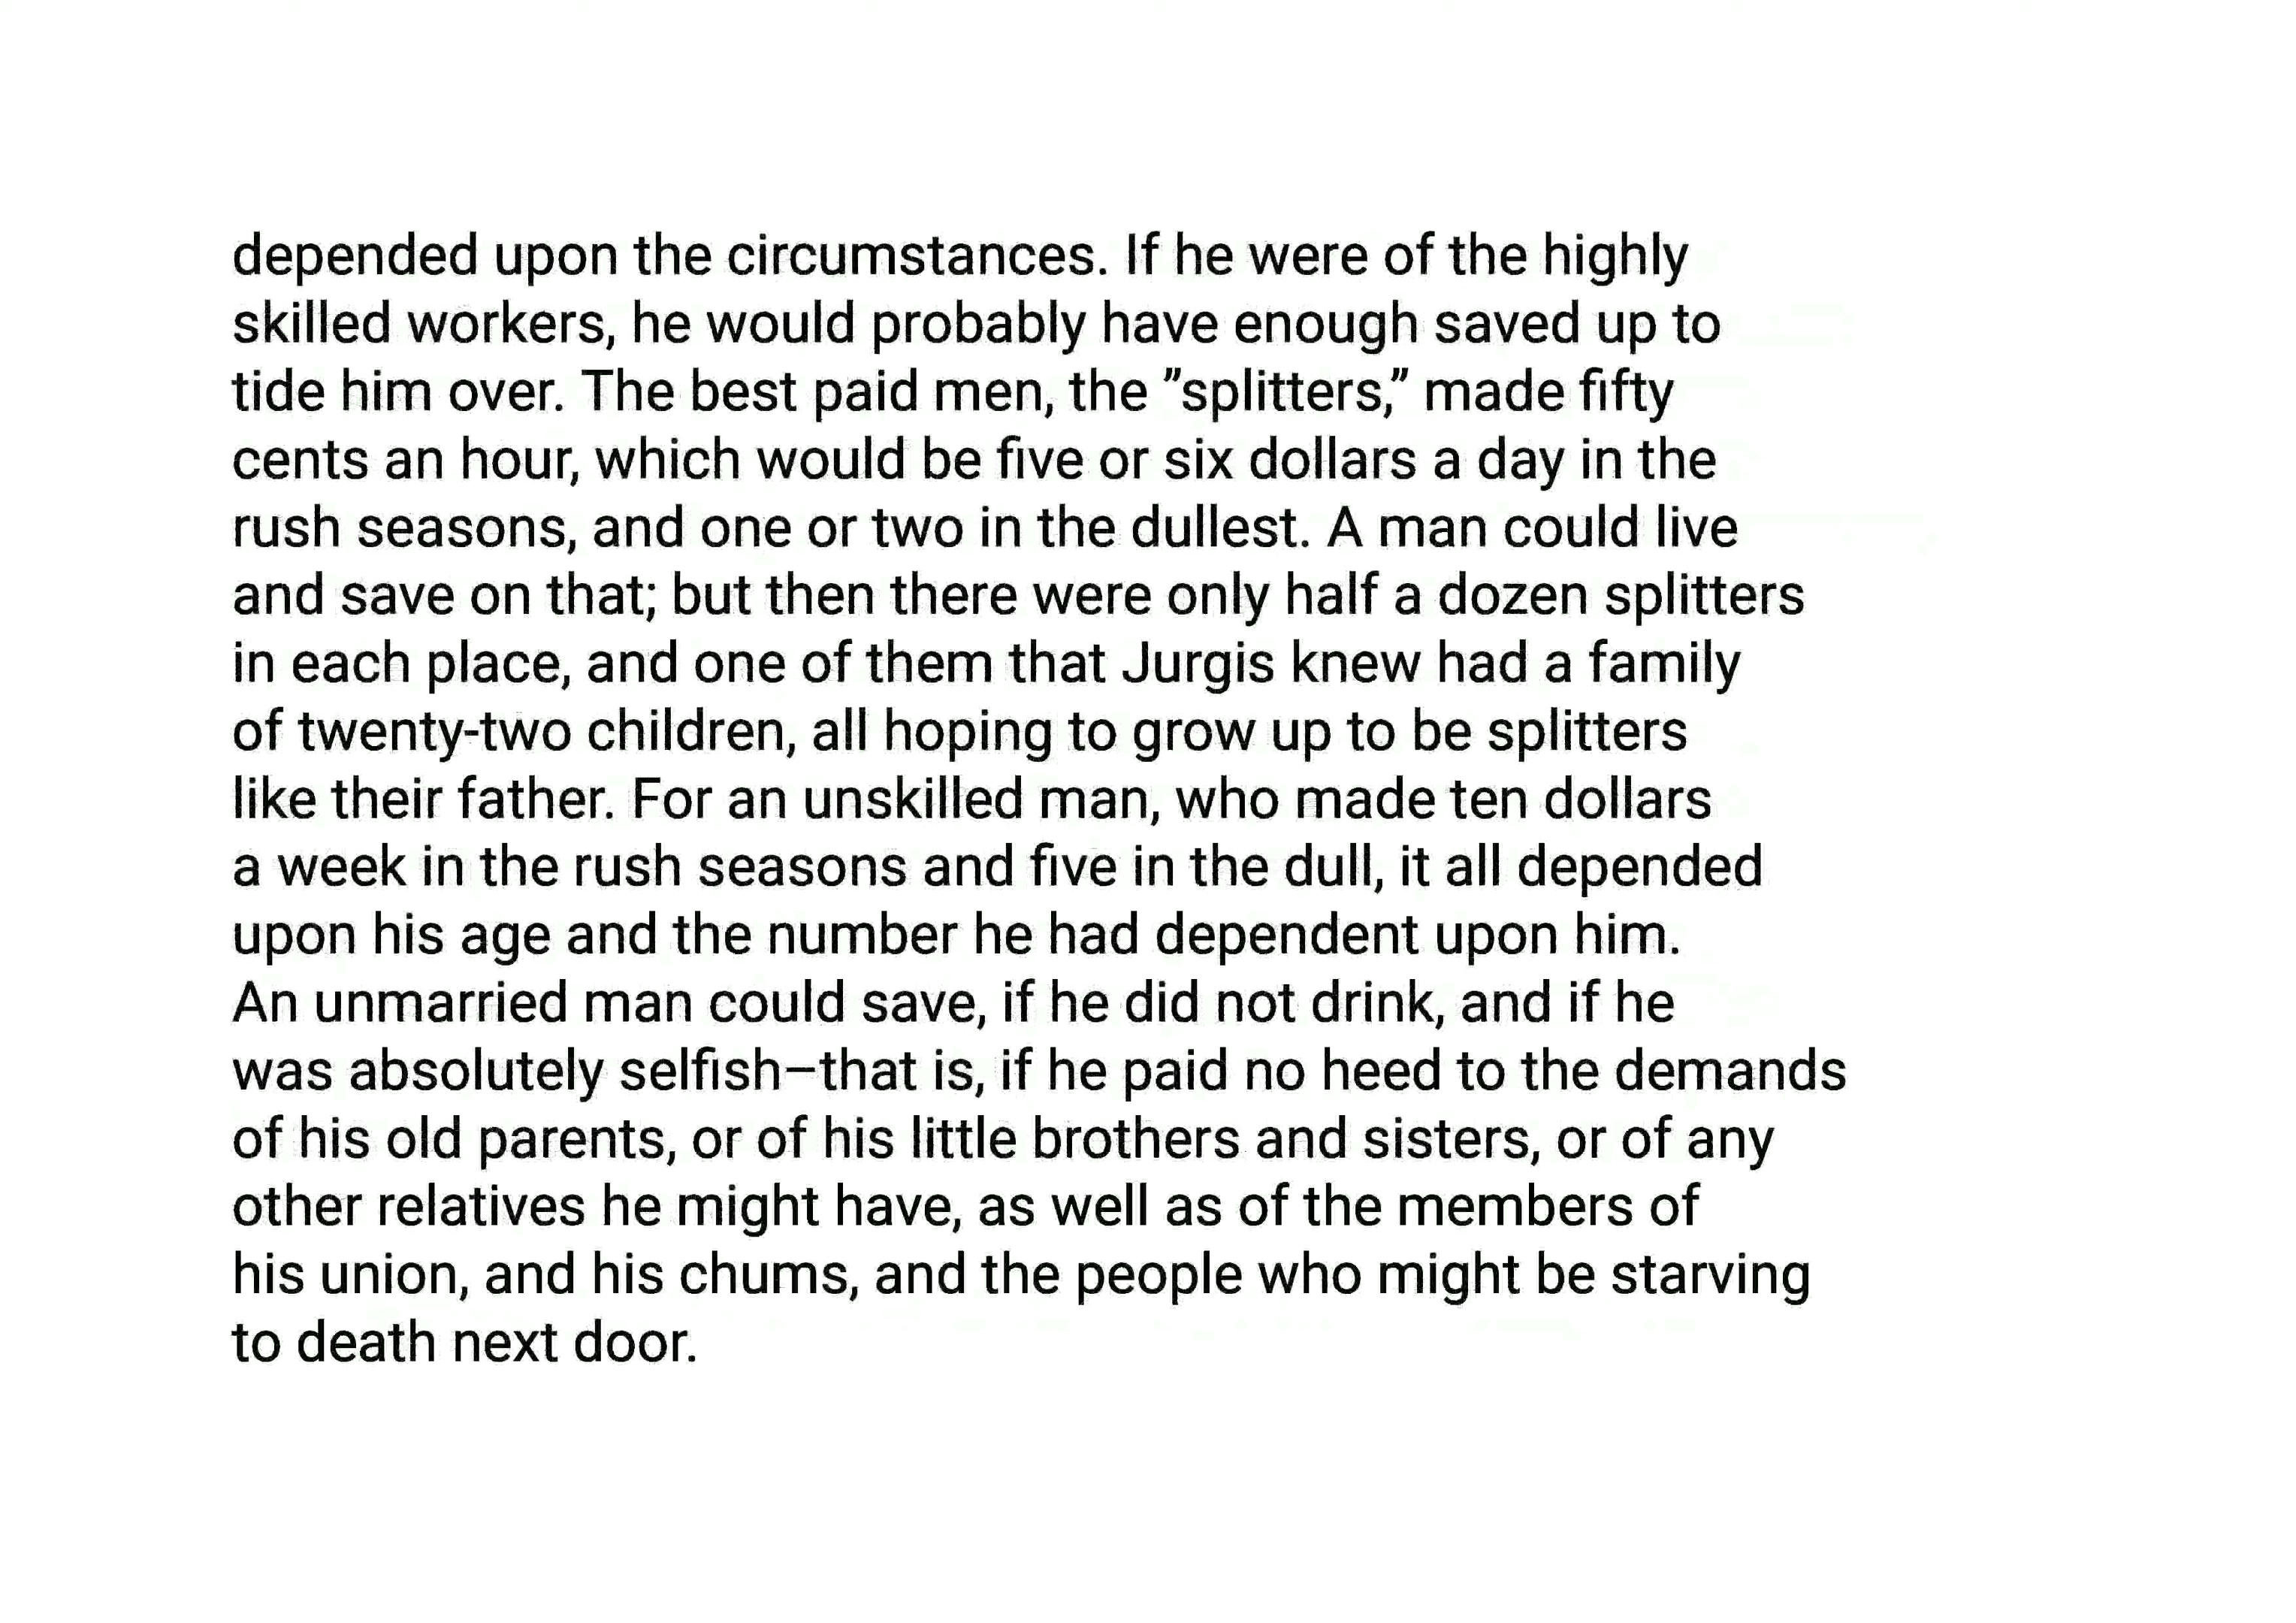 depended upon the circumstances. If he were of the highly
skilled workers, he would probably have enough saved up to
tide him over. The best paid men, the ”splitters,” made fifty
cents an hour, which would be five or six dollars a day in the
rush seasons, and one or two in the dullest. A man could live
and save on that; but then there were only half a dozen splitters
in each place, and one of them that Jurgis knew had a family
of twenty-two children, all hoping to grow up to be splitters
like their father. For an unskilled man, who made ten dollars
a week in the rush seasons and five in the dull, it all depended
upon his age and the number he had dependent upon him.
An unmarried man could save, if he did not drink, and if he
was absolutely selfish–that is, if he paid no heed to the demands
of his old parents, or of his little brothers and sisters, or of any
other relatives he might have, as well as of the members of
his union, and his chums, and the people who might be starving
to death next door.